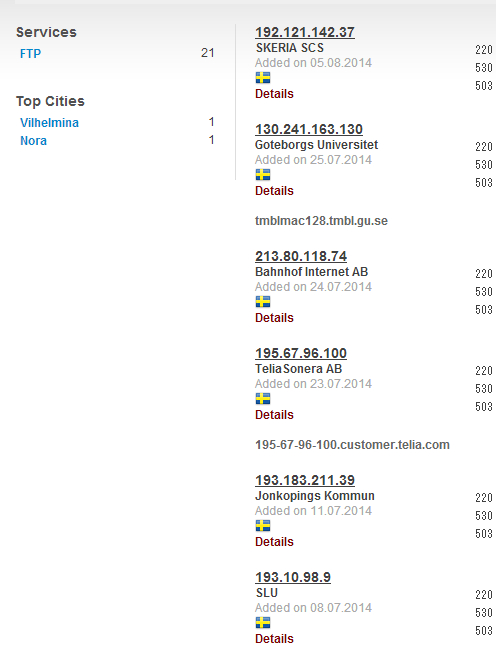 Services
FTP 21
Top Cities
Vilhelmina 1
Nora 1
192.121.142.37
SKERIA SCS
Added on 05.08.2014
Details
220
530
503
130.241.163.130
Goteborgs Universitet
Added on 25.07.2014
Details
tmblmac128.tmbl.gu.se
220
530
503
213.80.118.74
Bahnhof Internet AB
Added on 24.07.2014
Details
220
530
503
195.67.96.100
TeliaSonera AB
Added on 23.07.2014
Details
195-67-96-100.customer.telia.com
220
530
503
193.183.211.39
Jonkopings Kommun
Added on 11.07.2014
Details
220
530
503
193.10.98.9
SLU
Added on 08.07.2014
Details
220
530
503